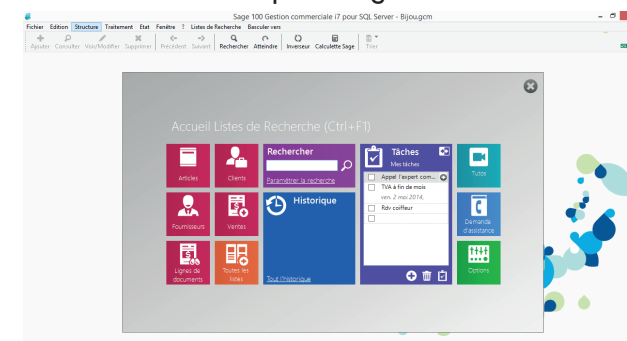 Sage 100 Gestion commerciale i7 pour SQL Server - Bijou.gcm
Fichier Edition Structure Traitement Etat Fenêtre ? Listes de Recherche Basculer vers
Ajouter Consulter Voir/Modifier Supprimer Précédent Suivant Rechercher Atteindre Inverseur Calculette Sage Trier
Accueil Listes de Recherche (Ctrl+F1)
Articles
Clients
Rechercher
Paramétrer la recherche
Tâches
Mes tâches
Appel l'expert com...
TVA à fin de mois
ven. 2 mai 2014,
Rdv coiffeur
Tutos
Fournisseurs
Ventes
Historique
Demande
d'assistance
Lignes de
documents
Toutes les
listes
Tout l'historique
Options